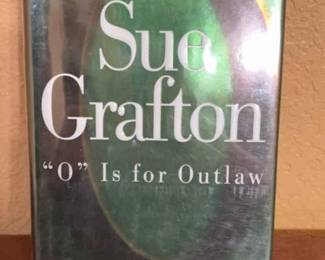 Sue
Grafton
"O" Is for Outlaw